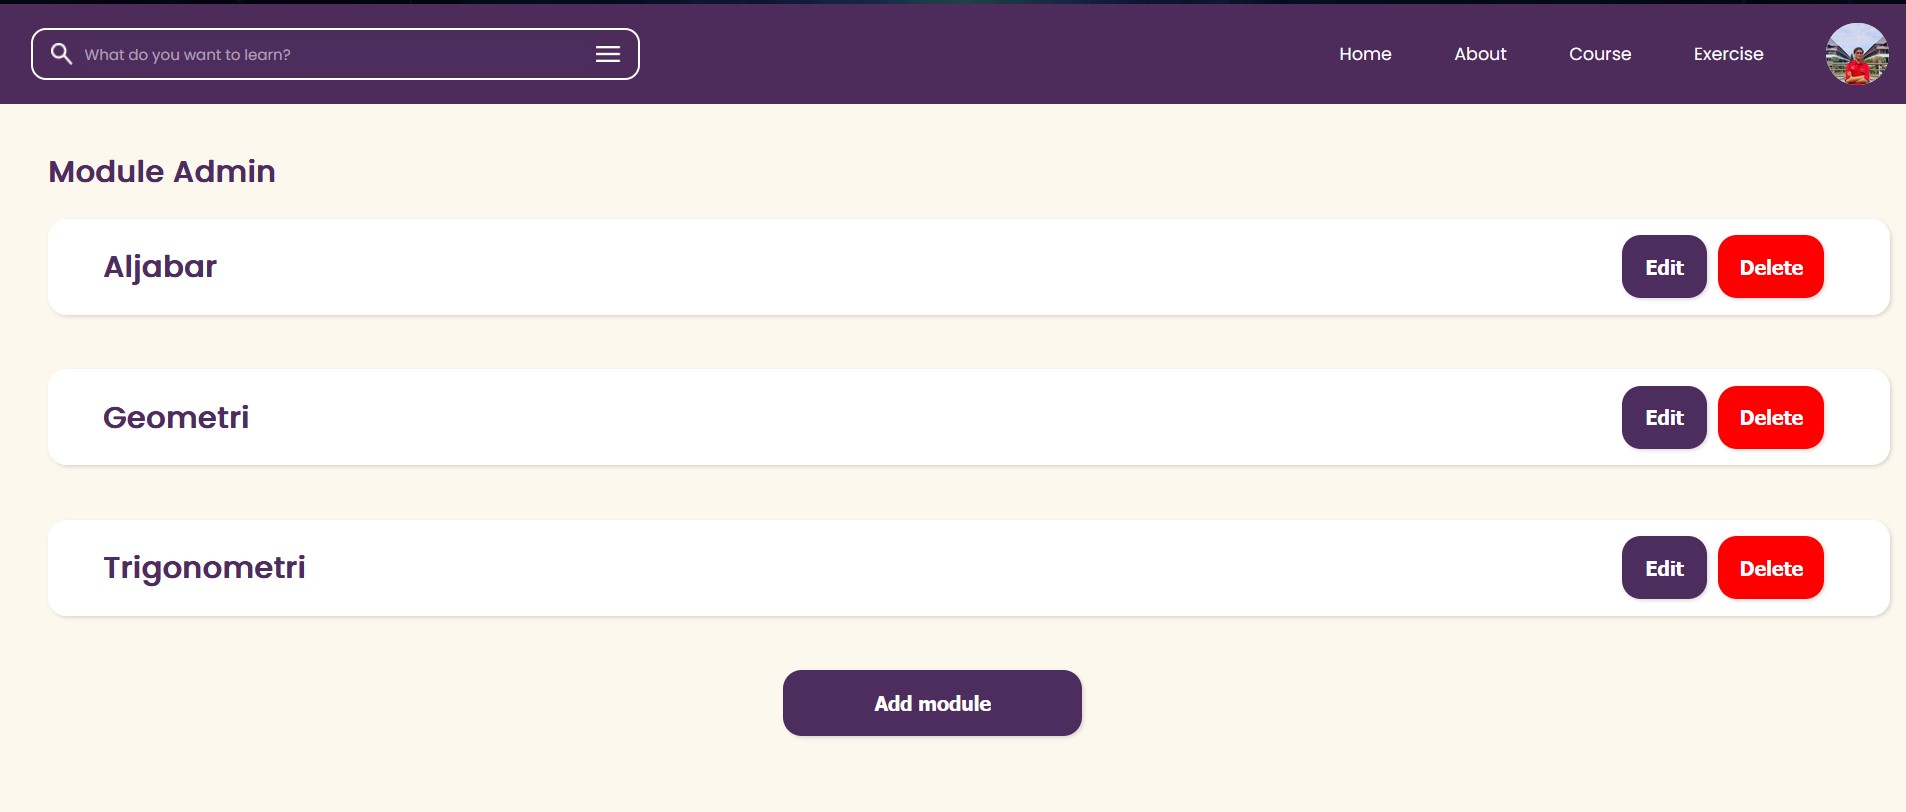 What do you want to learn?
Home About Course Exercise
Module Admin
Aljabar Edit Delete
Geometri Edit Delete
Trigonometri Edit Delete
Add module